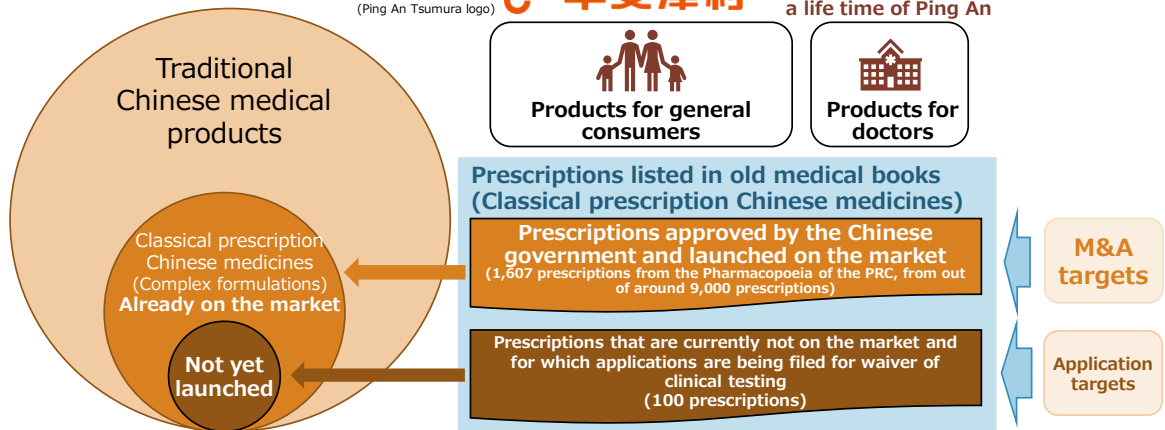 (Ping An Tsumura logo)
a life time of Ping An
Traditional
Chinese medical
products
Products for general
consumers
Products for
doctors
Prescriptions listed in old medical books
(Classical prescription Chinese medicines)
Classical prescription
Chinese medicines
(Complex formulations)
Already on the market
Prescriptions approved by the Chinese
government and launched on the market
(1,607 prescriptions from the Pharmacopoeia of the PRC, from out
of around 9,000 prescriptions)
M&A
targets
Not yet
launched
Prescriptions that are currently not on the market and
for which applications are being filed for waiver of
clinical testing
(100 prescriptions)
Application
targets